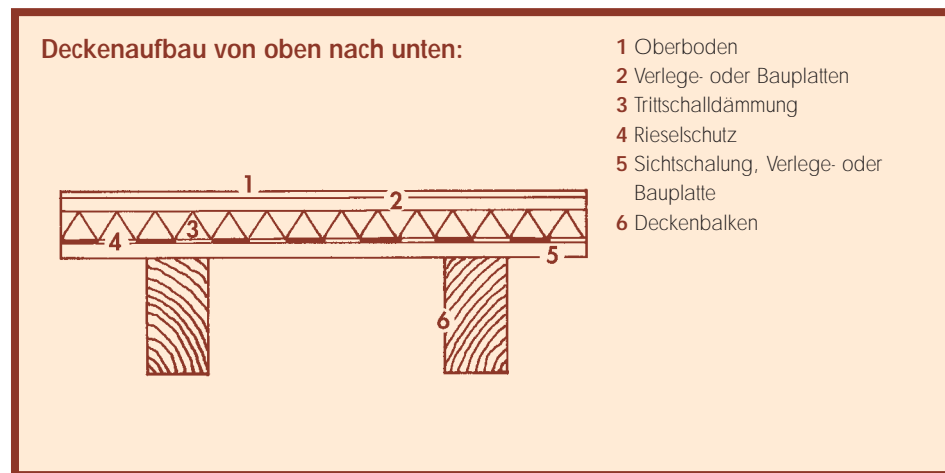 Deckenaufbau von oben nach unten:
1 Oberboden
2 Verlege- oder Bauplatten
3 Trittschalldämmung
4 Rieselschutz
5 Sichtschalung, Verlege- oder
Bauplatte
6 Deckenbalken
1
2
3
4
5
6